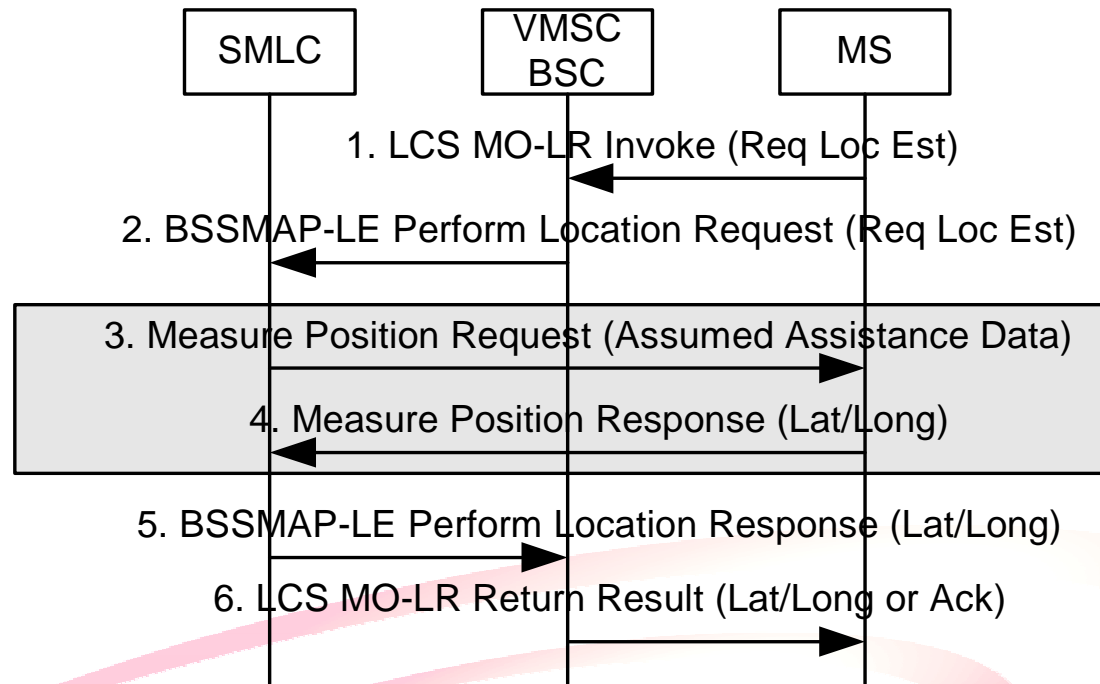 SMLC
VMSC
BSC
MS
1. LCS MO-LR Invoke (Req Loc Est)
2. BSSMAP-LE Perform Location Request (Req Loc Est)
3. Measure Position Request (Assumed Assistance Data)
4. Measure Position Response (Lat/Long)
5. BSSMAP-LE Perform Location Response (Lat/Long)
6. LCS MO-LR Return Result (Lat/Long or Ack)